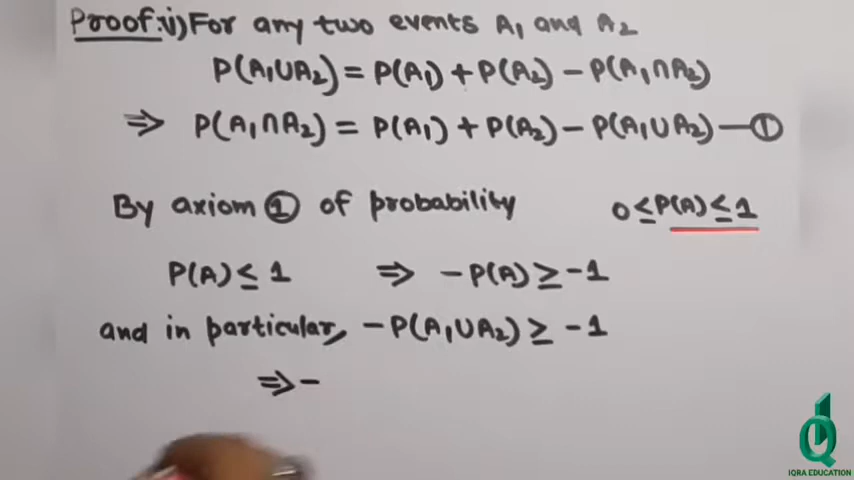 Proof:v) For any two events A₁ and A₂
P(A₁∪A₂) = P(A₁) + P(A₂) − P(A₁∩A₂)
⇒ P(A₁∩A₂) = P(A₁) + P(A₂) − P(A₁∪A₂) — ①
By axiom ① of probability 0 ≤ P(A) ≤ 1
P(A) ≤ 1 ⇒ −P(A) ≥ −1
and in particular, −P(A₁∪A₂) ≥ −1
⇒ −
IQRA EDUCATION